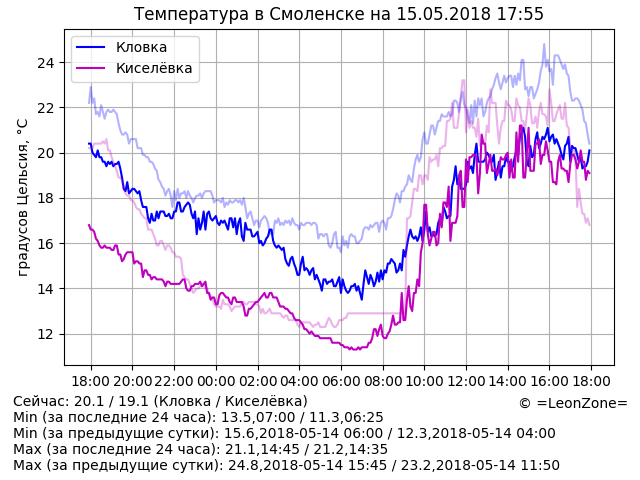 Температура в Смоленске на 15.05.2018 17:55
Кловка
Киселёвка
градусов Цельсия, °C
24
22
20
18
16
14
12
18:00 20:00 22:00 00:00 02:00 04:00 06:00 08:00 10:00 12:00 14:00 16:00 18:00
Сейчас: 20.1 / 19.1 (Кловка / Киселёвка)
© =LeonZone=
Min (за последние 24 часа): 13.5,07:00 / 11.3,06:25
Min (за предыдущие сутки): 15.6,2018-05-14 06:00 / 12.3,2018-05-14 04:00
Max (за последние 24 часа): 21.1,14:45 / 21.2,14:35
Max (за предыдущие сутки): 24.8,2018-05-14 15:45 / 23.2,2018-05-14 11:50